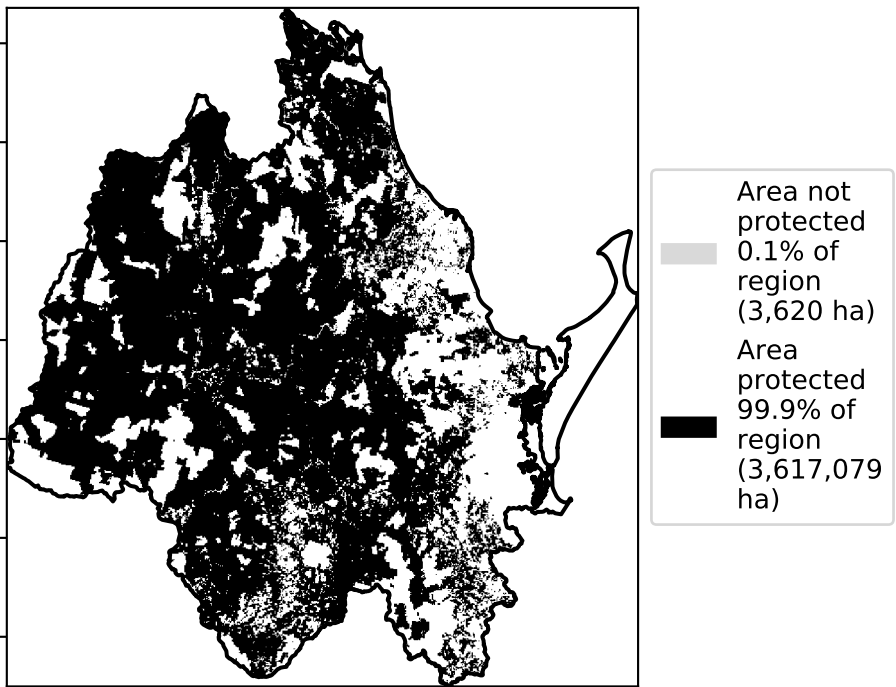 Area not
protected
0.1% of
region
(3,620 ha)
Area
protected
99.9% of
region
(3,617,079
ha)